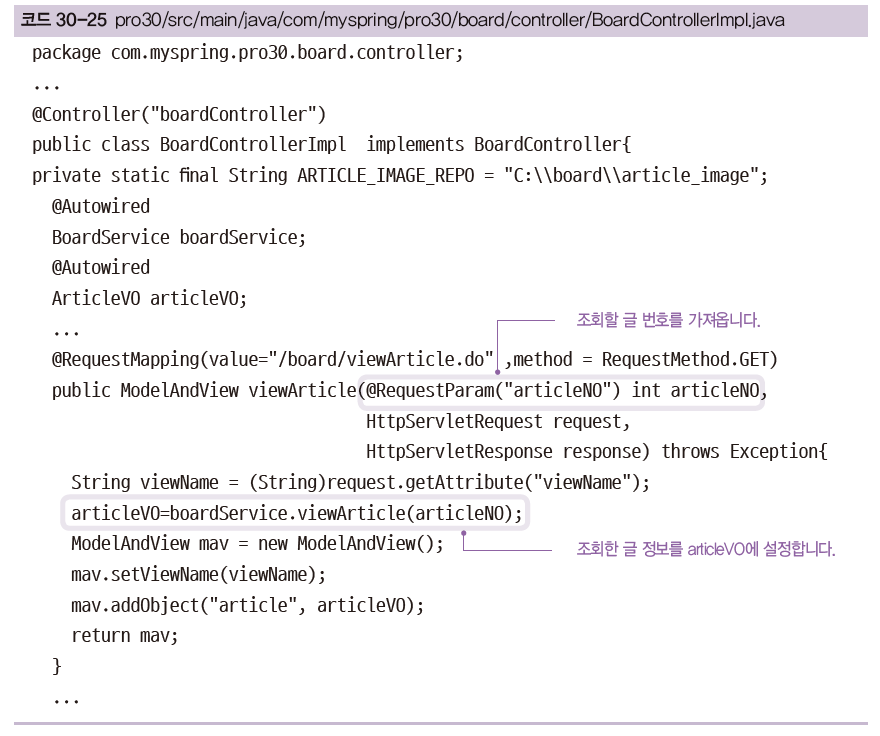 코드 30-25 pro30/src/main/java/com/myspring/pro30/board/controller/BoardControllerImpl.java
package com.myspring.pro30.board.controller;
...
@Controller("boardController")
public class BoardControllerImpl  implements BoardController{
private static final String ARTICLE_IMAGE_REPO = "C:\\board\\article_image";
@Autowired
BoardService boardService;
@Autowired
ArticleVO articleVO;
조회할 글 번호를 가져옵니다.
...
@RequestMapping(value="/board/viewArticle.do" ,method = RequestMethod.GET)
public ModelAndView viewArticle(@RequestParam("articleNO") int articleNO,
HttpServletRequest request,
HttpServletResponse response) throws Exception{
String viewName = (String)request.getAttribute("viewName");
articleVO=boardService.viewArticle(articleNO);
ModelAndView mav = new ModelAndView();
조회한 글 정보를 articleVO에 설정합니다.
mav.setViewName(viewName);
mav.addObject("article", articleVO);
return mav;
}
...